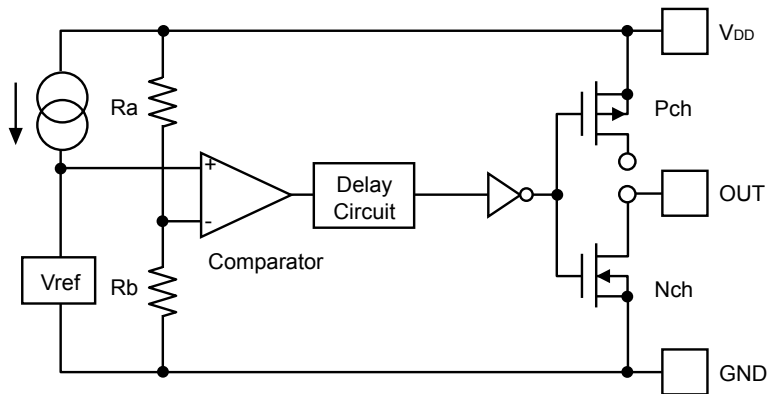 VDD
Ra
Pch
+
Delay
Circuit
OUT
-
Comparator
Vref
Rb
Nch
GND